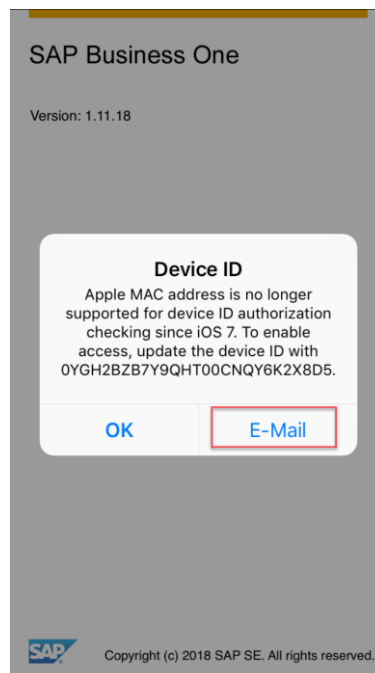 SAP Business One
Version: 1.11.18
Device ID
Apple MAC address is no longer
supported for device ID authorization
checking since iOS 7. To enable
access, update the device ID with
0YGH2BZB7Y9QHT00CNQY6K2X8D5.
OK
E-Mail
SAP
Copyright (c) 2018 SAP SE. All rights reserved.